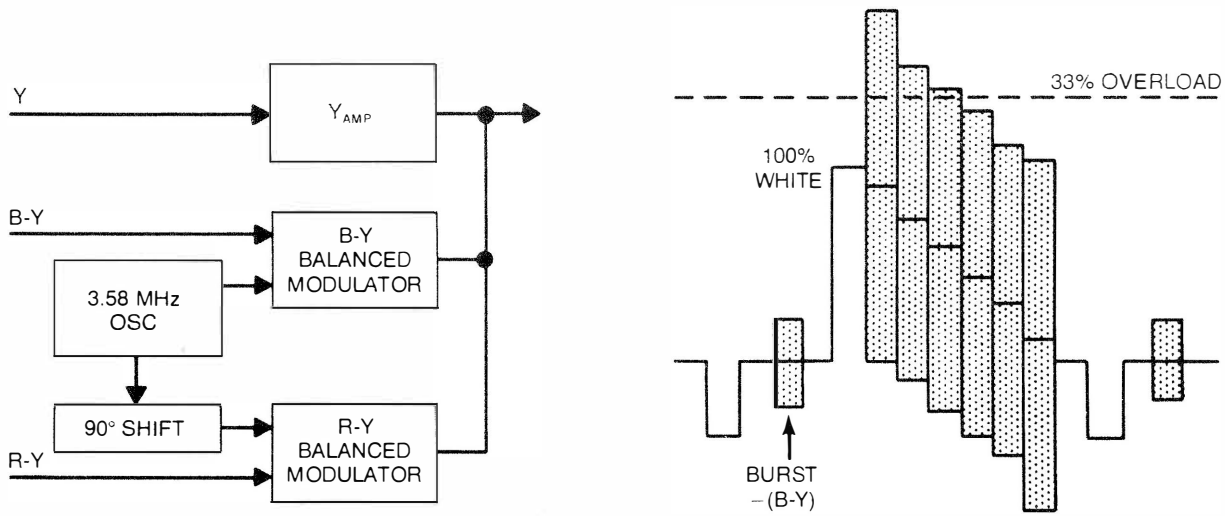 Y
Y AMP
B-Y
B-Y
BALANCED
MODULATOR
3.58 MHz
OSC
90° SHIFT
R-Y
R-Y
BALANCED
MODULATOR
33% OVERLOAD
100%
WHITE
BURST
–(B-Y)